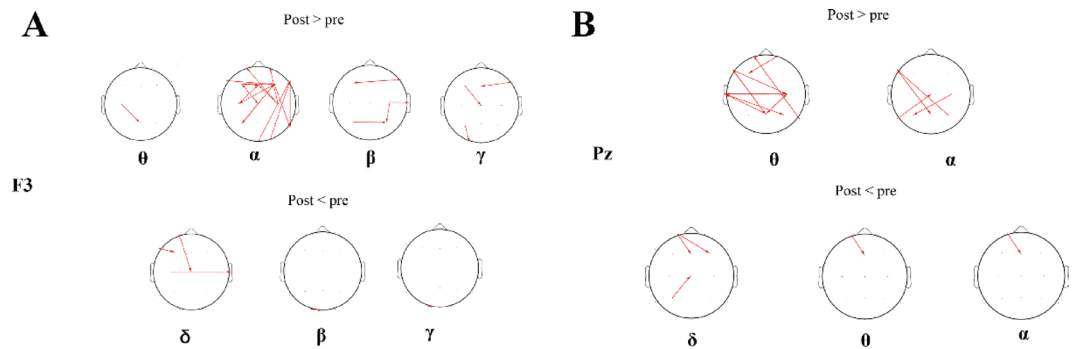 A
Post > pre
θ α β γ
F3
Post < pre
δ β γ
B
Post > pre
θ α
Pz
Post < pre
δ θ α